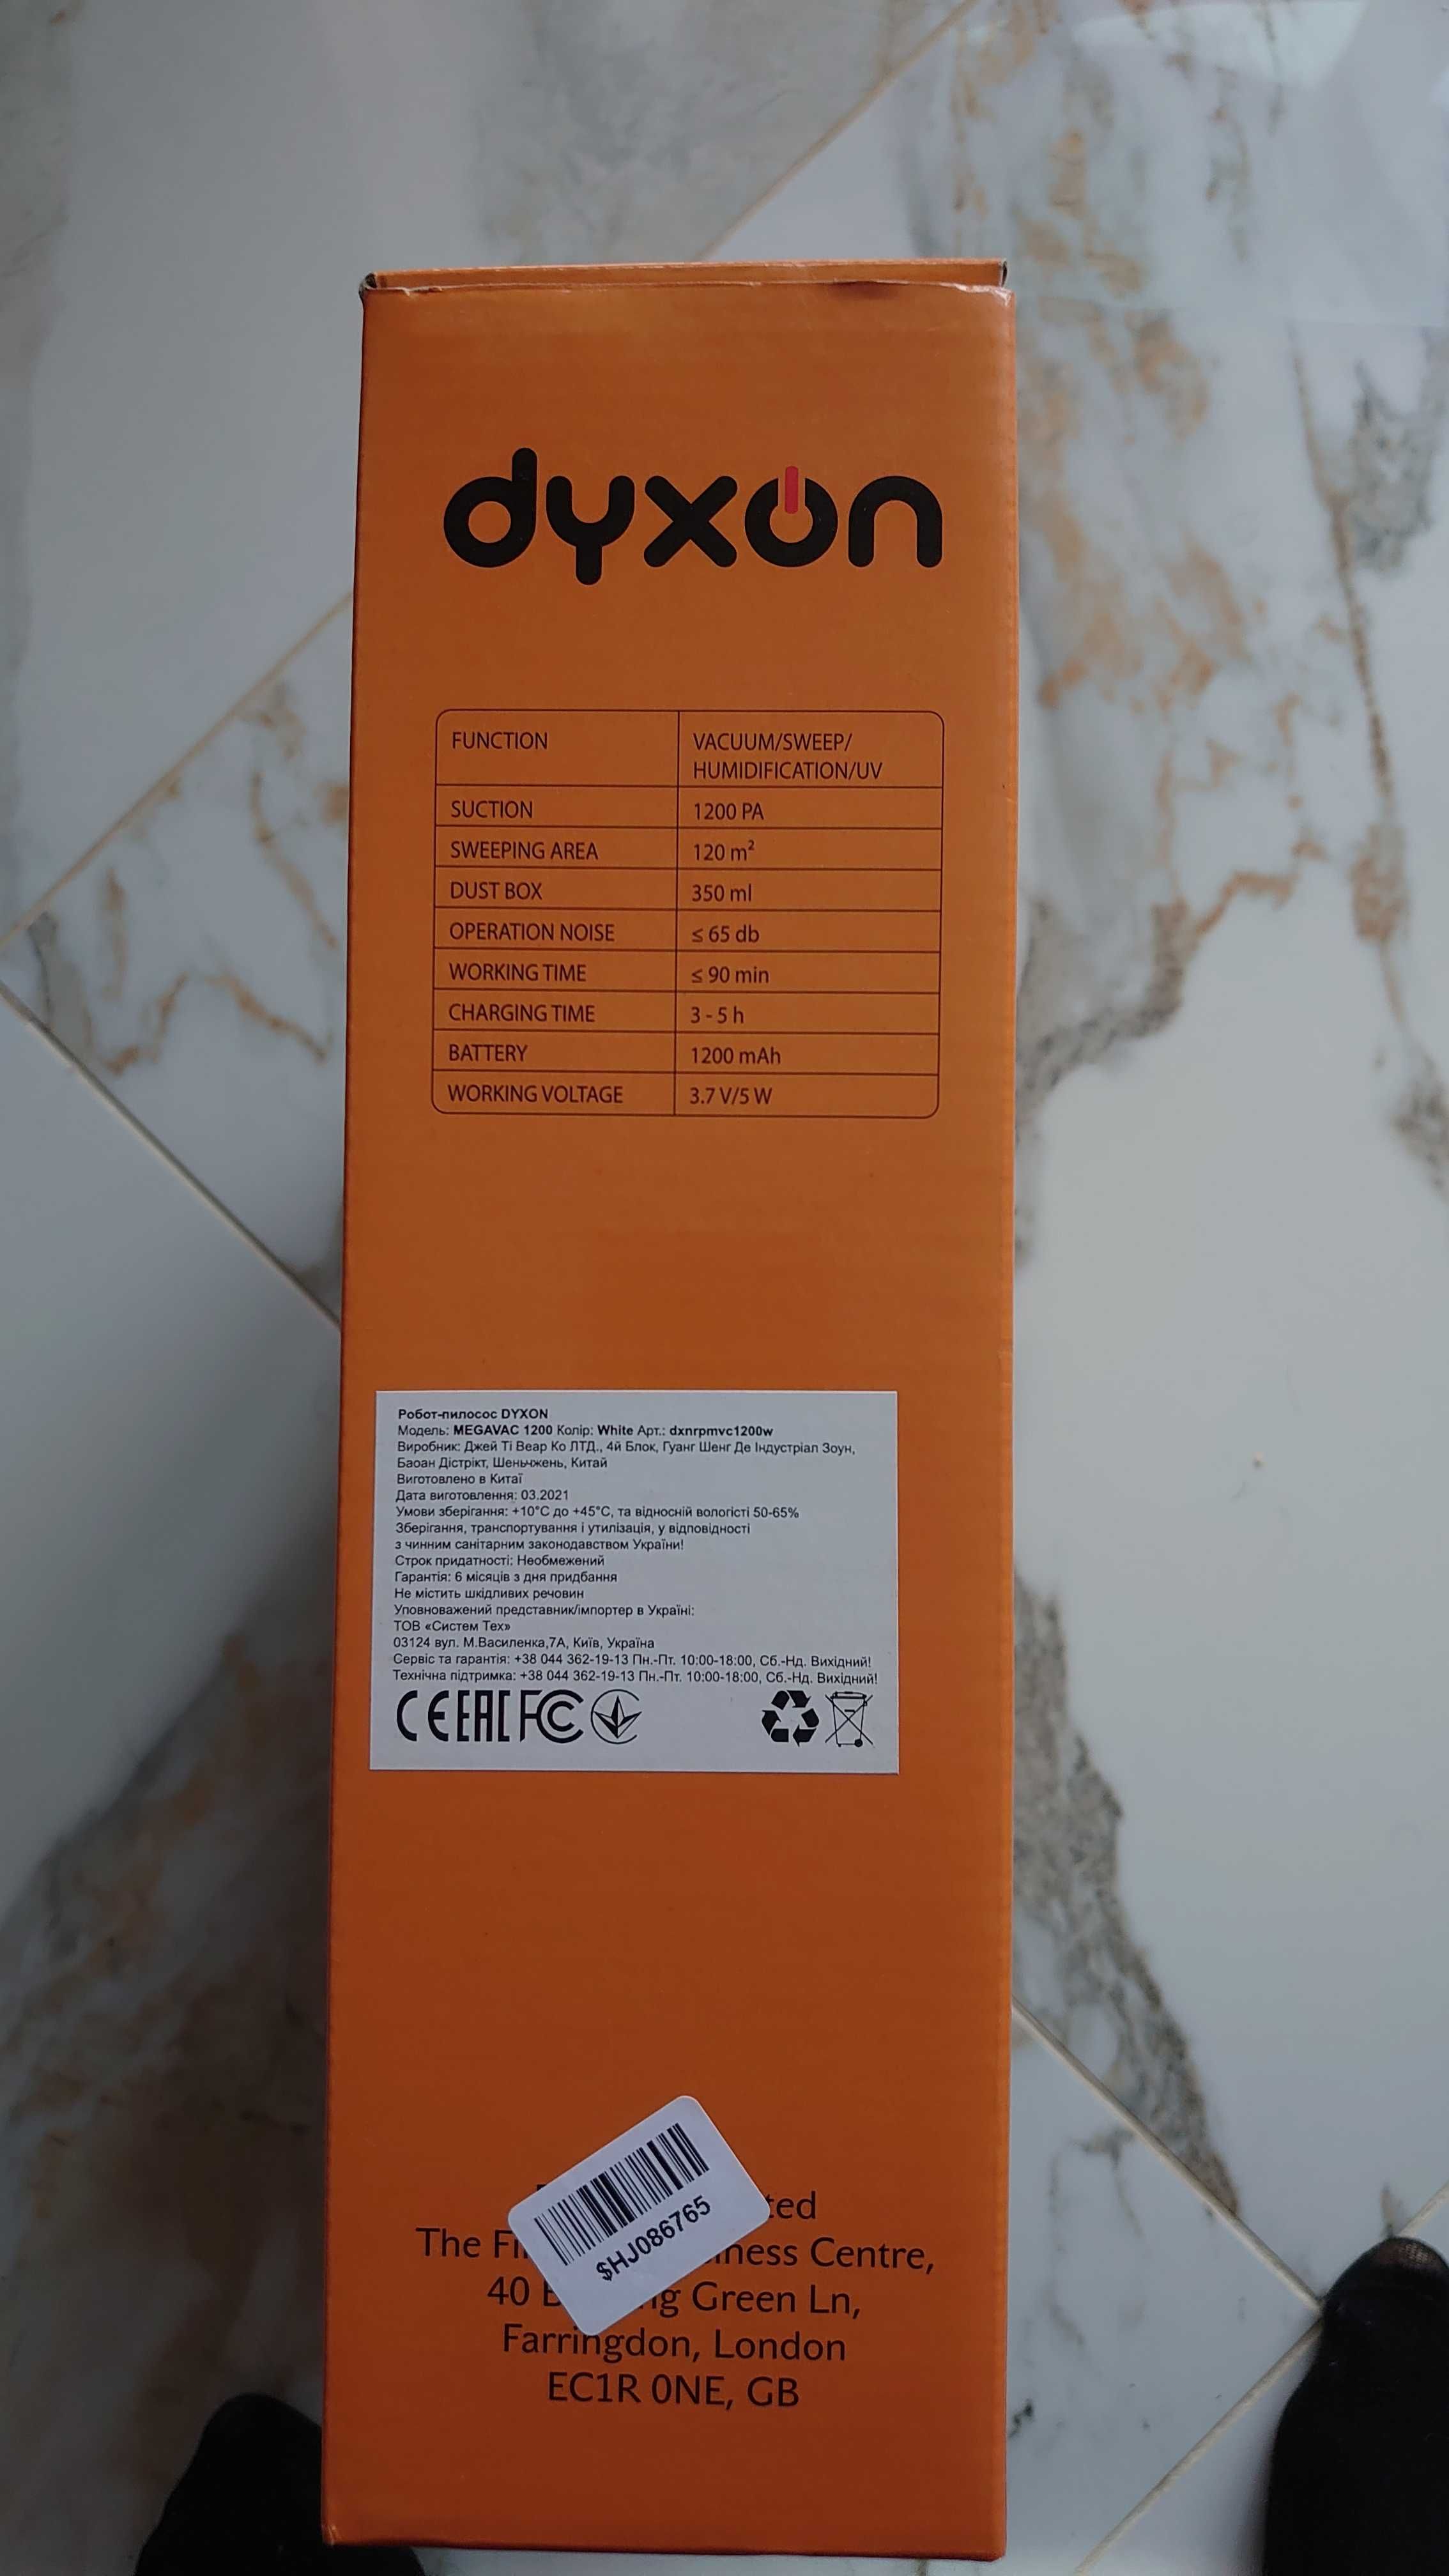 dyxon
FUNCTION VACUUM/SWEEP/
HUMIDIFICATION/UV
SUCTION 1200 PA
SWEEPING AREA 120 m²
DUST BOX 350 ml
OPERATION NOISE ≤ 65 db
WORKING TIME ≤ 90 min
CHARGING TIME 3 - 5 h
BATTERY 1200 mAh
WORKING VOLTAGE 3.7 V/5 W
Робот-пилосос DYXON
Модель: MEGAVAC 1200 Колір: White Арт.: dxnrpmvc1200w
Виробник: Джей Ті Веар Ко ЛТД., 4й Блок, Гуанг Шенг Де Індустріал Зоун,
Баоан Дістрікт, Шеньчжень, Китай
Виготовлено в Китаї
Дата виготовлення: 03.2021
Умови зберігання: +10°C до +45°C, та відносній вологісті 50-65%
Зберігання, транспортування і утилізація, у відповідності
з чинним санітарним законодавством України!
Строк придатності: Необмежений
Гарантія: 6 місяців з дня придбання
Не містить шкідливих речовин
Уповноважений представник/імпортер в Україні:
ТОВ «Систем Тех»
03124 вул. М.Василенка,7А, Київ, Україна
Сервіс та гарантія: +38 044 362-19-13 Пн.-Пт. 10:00-18:00, Сб.-Нд. Вихідний!
Технічна підтримка: +38 044 362-19-13 Пн.-Пт. 10:00-18:00, Сб.-Нд. Вихідний!
CE EAC FC
$HJ086765
The Centre,
40 Green Ln,
Farringdon, London
EC1R 0NE, GB